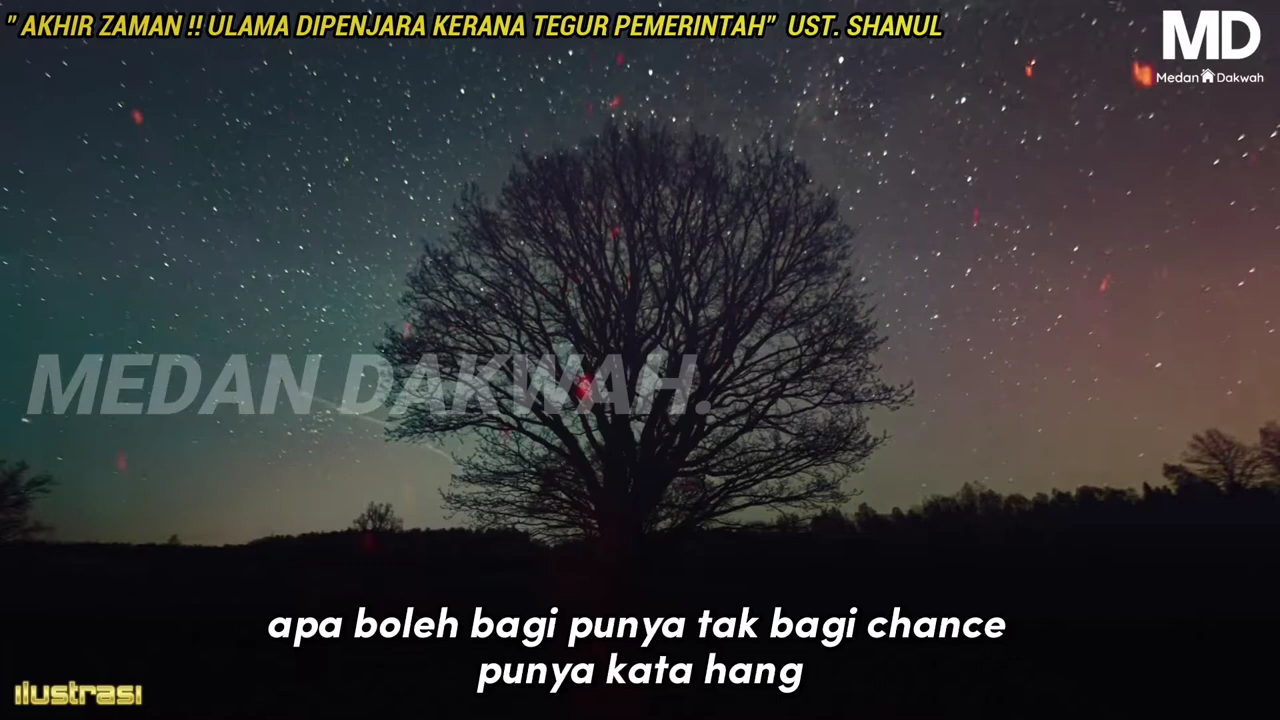 " AKHIR ZAMAN !! ULAMA DIPENJARA KERANA TEGUR PEMERINTAH" UST. SHANUL
MD
Medan Dakwah
MEDAN DAKWAH.
apa boleh bagi punya tak bagi chance
punya kata hang
ilustrasi